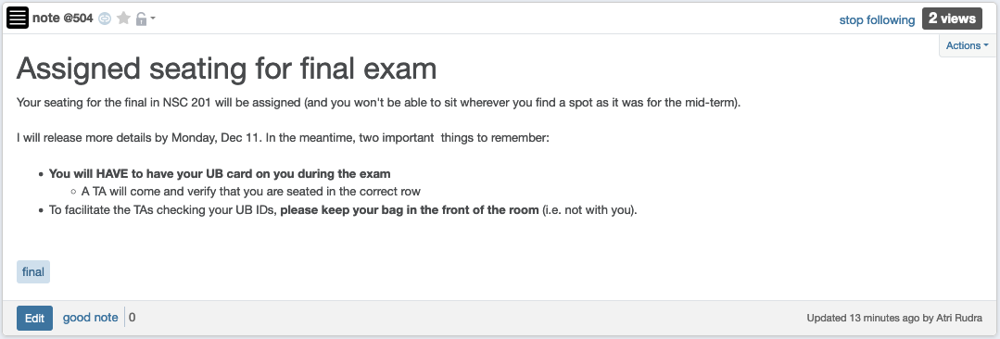 note @504
stop following
2 views
Actions
Assigned seating for final exam
Your seating for the final in NSC 201 will be assigned (and you won't be able to sit wherever you find a spot as it was for the mid-term).
I will release more details by Monday, Dec 11. In the meantime, two important  things to remember:
• You will HAVE to have your UB card on you during the exam
◦ A TA will come and verify that you are seated in the correct row
• To facilitate the TAs checking your UB IDs, please keep your bag in the front of the room (i.e. not with you).
final
Edit good note 0
Updated 13 minutes ago by Atri Rudra